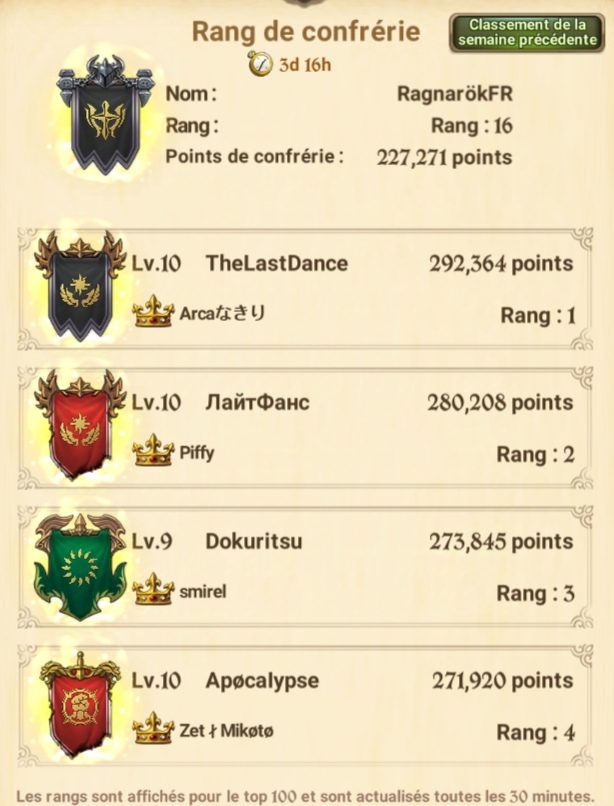 Rang de confrérie
Classement de la
semaine précédente
3d 16h
Nom : RagnarökFR
Rang : Rang : 16
Points de confrérie : 227,271 points
Lv.10 TheLastDance 292,364 points
Arcaなきり Rang : 1
Lv.10 ЛайтФанс 280,208 points
Piffy Rang : 2
Lv.9 Dokuritsu 273,845 points
smirel Rang : 3
Lv.10 Apøcalypse 271,920 points
Zet ł Mikøtø Rang : 4
Les rangs sont affichés pour le top 100 et sont actualisés toutes les 30 minutes.